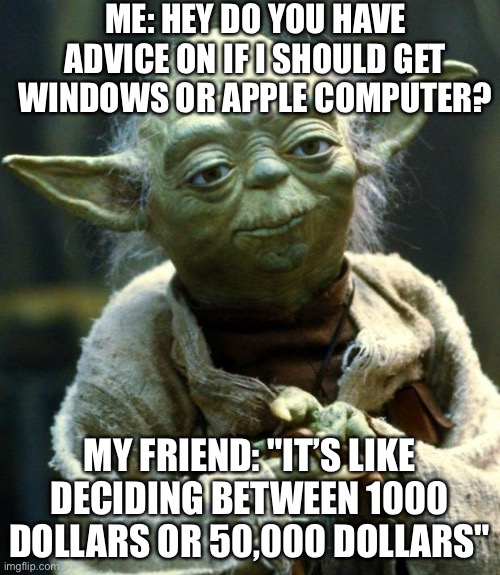 ME: HEY DO YOU HAVE
ADVICE ON IF I SHOULD GET
WINDOWS OR APPLE COMPUTER?
MY FRIEND: "IT’S LIKE
DECIDING BETWEEN 1000
DOLLARS OR 50,000 DOLLARS"
imgflip.com